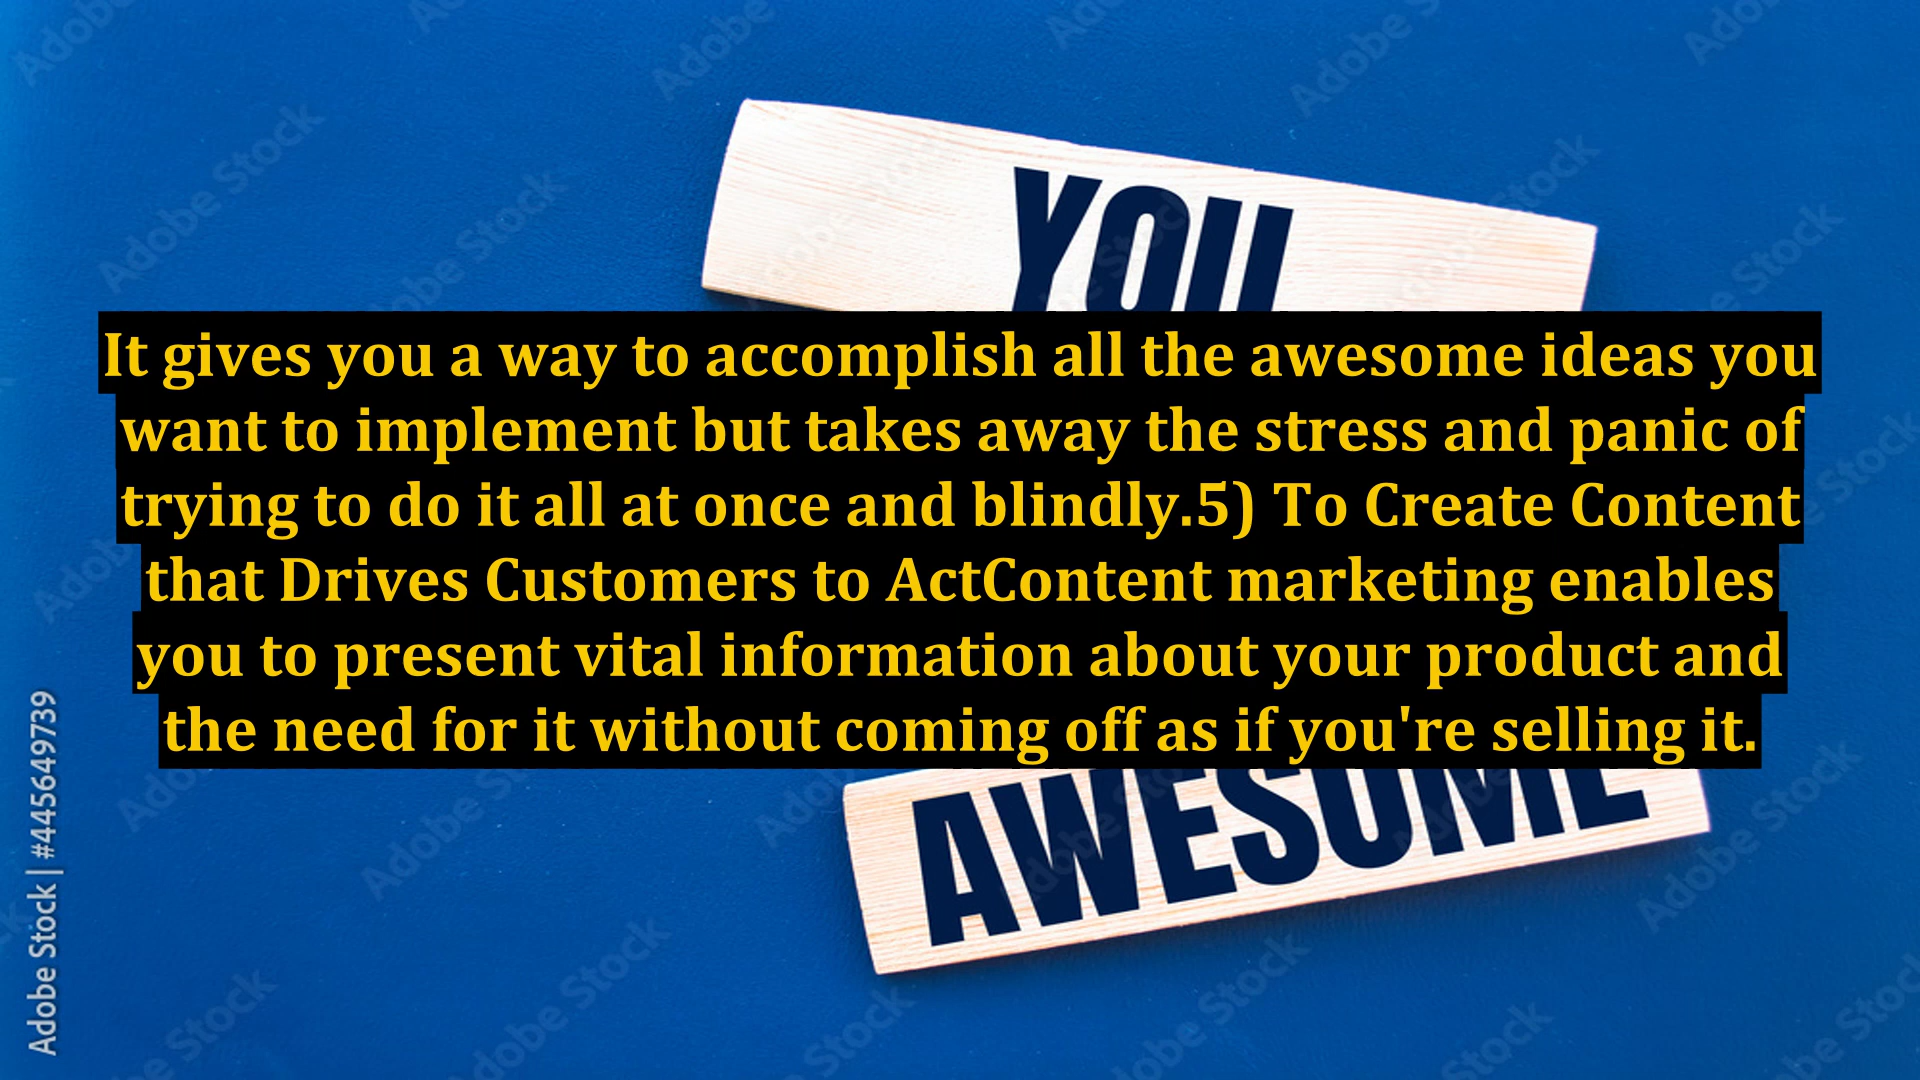 YOU
It gives you a way to accomplish all the awesome ideas you
want to implement but takes away the stress and panic of
trying to do it all at once and blindly.5) To Create Content
that Drives Customers to ActContent marketing enables
you to present vital information about your product and
the need for it without coming off as if you're selling it.
AWESOME
Adobe Stock | #445649739
Adobe Stock